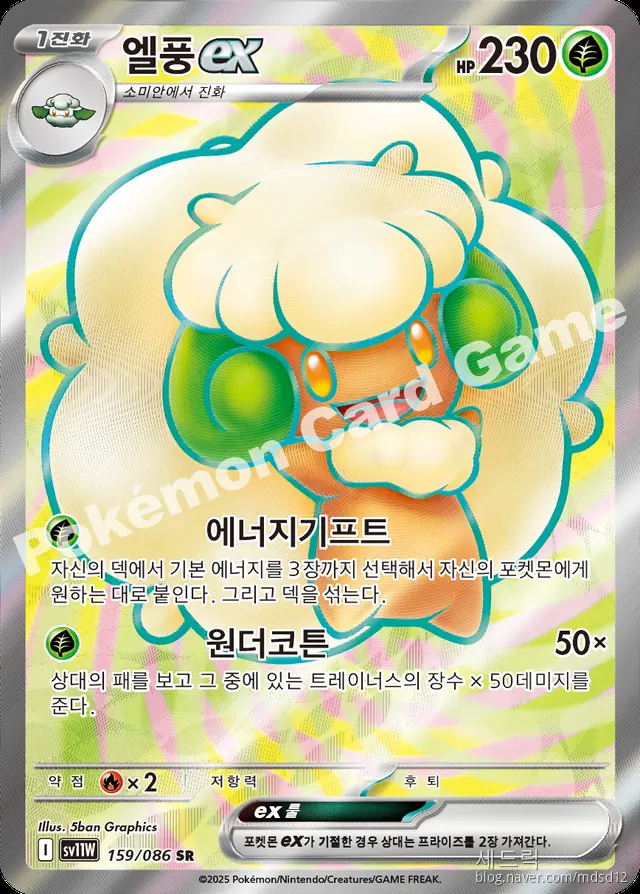 1진화
엘풍 ex
HP 230
소미안에서 진화
Pokémon Card Game
에너지기프트
자신의 덱에서 기본 에너지를 3장까지 선택해서 자신의 포켓몬에게
원하는 대로 붙인다. 그리고 덱을 섞는다.
원더코튼 50×
상대의 패를 보고 그 중에 있는 트레이너스의 장수 × 50데미지를
준다.
약점 ×2 저항력 후퇴
ex 룰
포켓몬 ex가 기절한 경우 상대는 프라이즈를 2장 가져간다.
Illus. 5ban Graphics
I sv11W 159/086 SR
©2025 Pokémon/Nintendo/Creatures/GAME FREAK.
세드릭
blog.naver.com/mdsd12